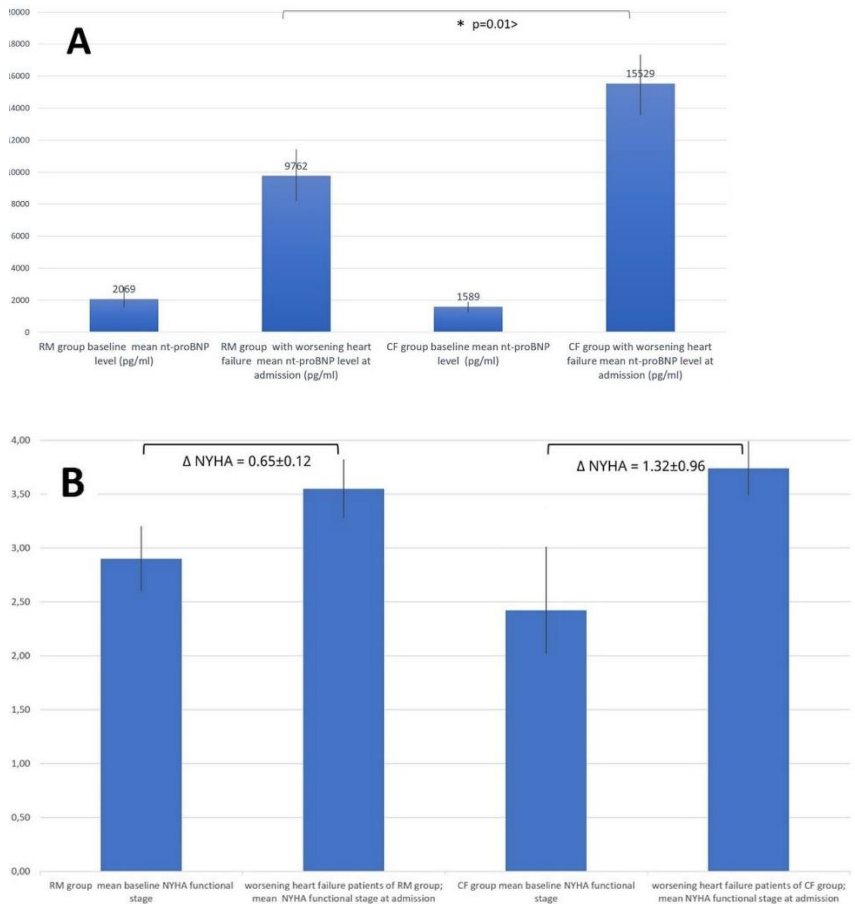 20000
A
* p=0.01>
18000
16000
15529
14000
12000
10000
9762
8000
6000
4000
2000
2069
1589
0
RM group baseline mean nt-proBNP
level (pg/ml)
RM group with worsening heart
failure mean nt-proBNP level at
admission (pg/ml)
CF group baseline mean nt-proBNP
level (pg/ml)
CF group with worsening heart
failure mean nt-proBNP level at
admission (pg/ml)
B
4,00
Δ NYHA = 0.65±0.12
Δ NYHA = 1.32±0.96
3,50
3,00
2,50
2,00
1,50
1,00
0,50
0,00
RM group mean baseline NYHA functional
stage
worsening heart failure patients of RM group;
mean NYHA functional stage at admission
CF group mean baseline NYHA functional
stage
worsening heart failure patients of CF group;
mean NYHA functional stage at admission